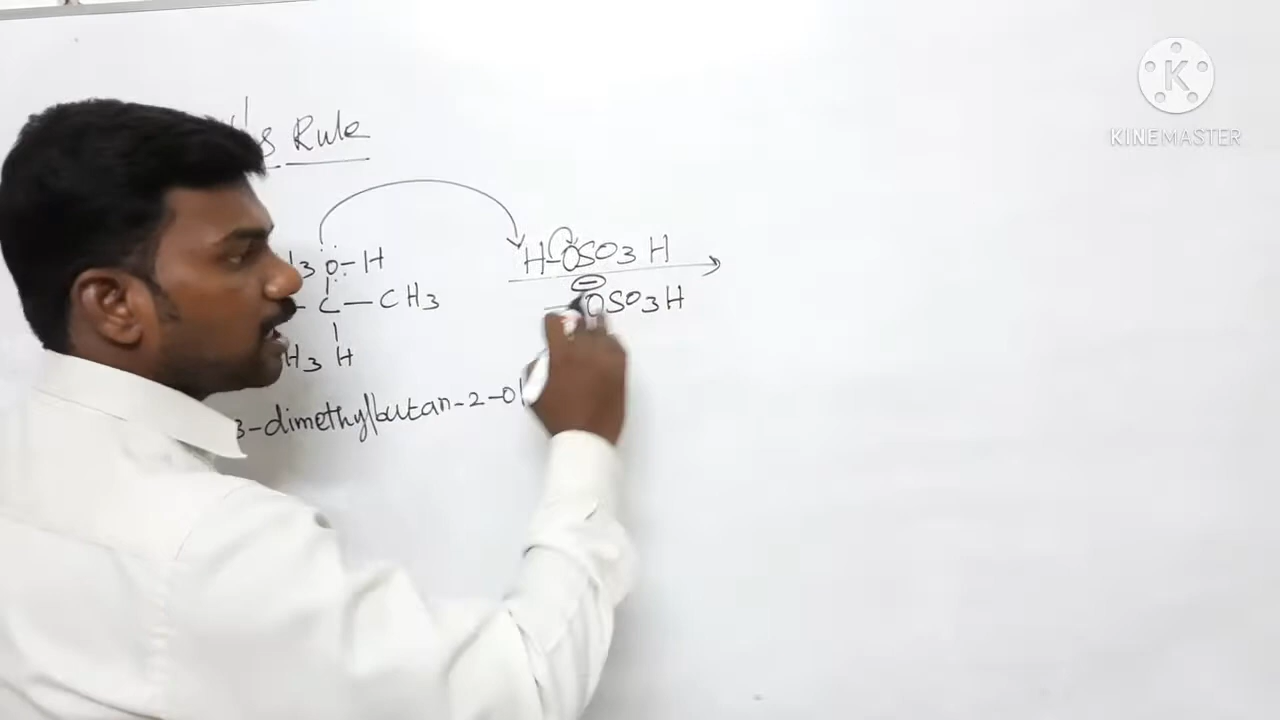 Rule
H-OSO3H
OSO3H
O-H
C-CH3
H3 H
3-dimethylbutan-2-ol
KINEMASTER